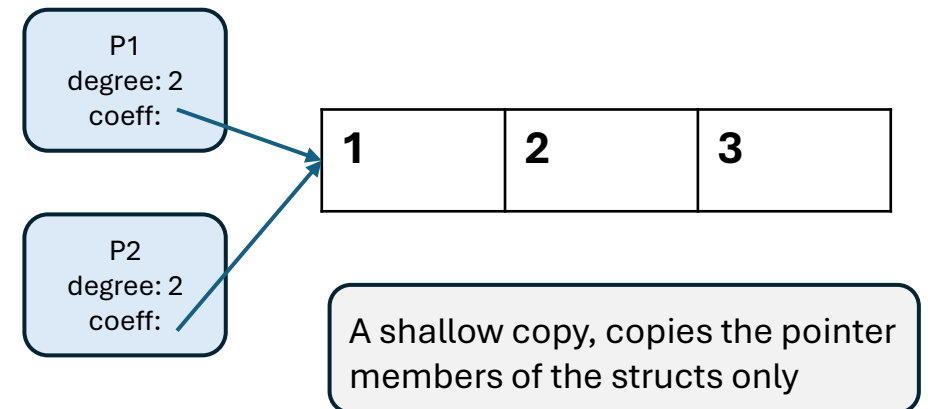 P1
degree: 2
coeff:
1 2 3
P2
degree: 2
coeff:
A shallow copy, copies the pointer
members of the structs only